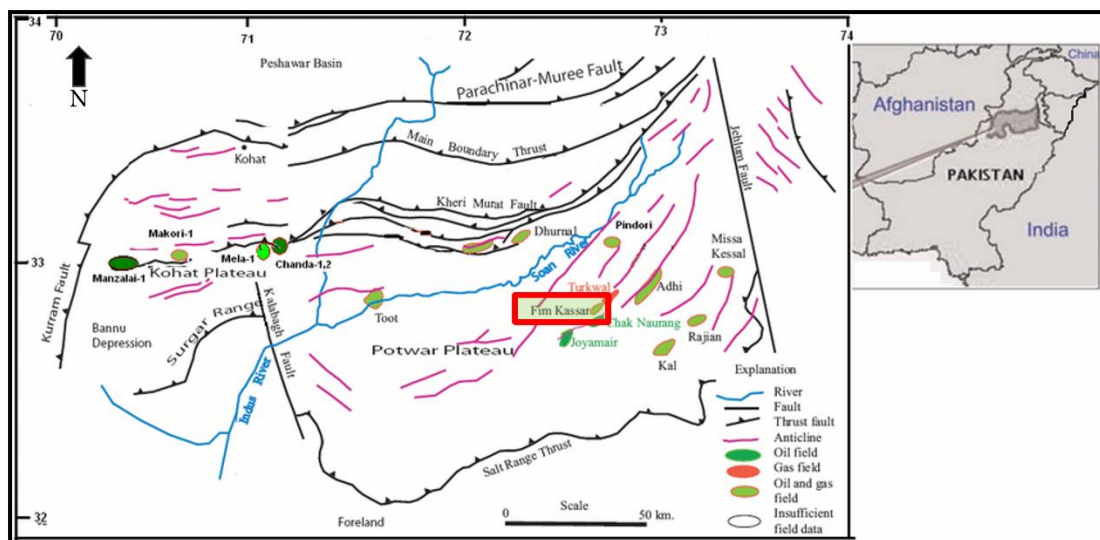 34
70
71
72
73
74
N
Peshawar Basin
Parachinar-Muree Fault
Kohat
Main Boundary Thrust
Jehlum Fault
Kheri Murat Fault
Makori-1
Dhurnal
Pindori
Missa
Kessal
33
Mela-1
Chanda-1,2
Manzalai-1
Kohat Plateau
Soan River
Kurram Fault
Adhi
Turkwal
Fim Kassar
Toot
Chak Naurang
Bannu
Depression
Surgar Range
Kalabagh
Fault
Potwar Plateau
Joyamair
Rajian
Kal
Indus River
Salt Range Thrust
Explanation
River
Fault
Thrust fault
Anticline
Oil field
Gas field
Oil and gas
field
Insufficient
field data
Scale
0
50 km.
32
½
Foreland
China
Afghanistan
PAKISTAN
India